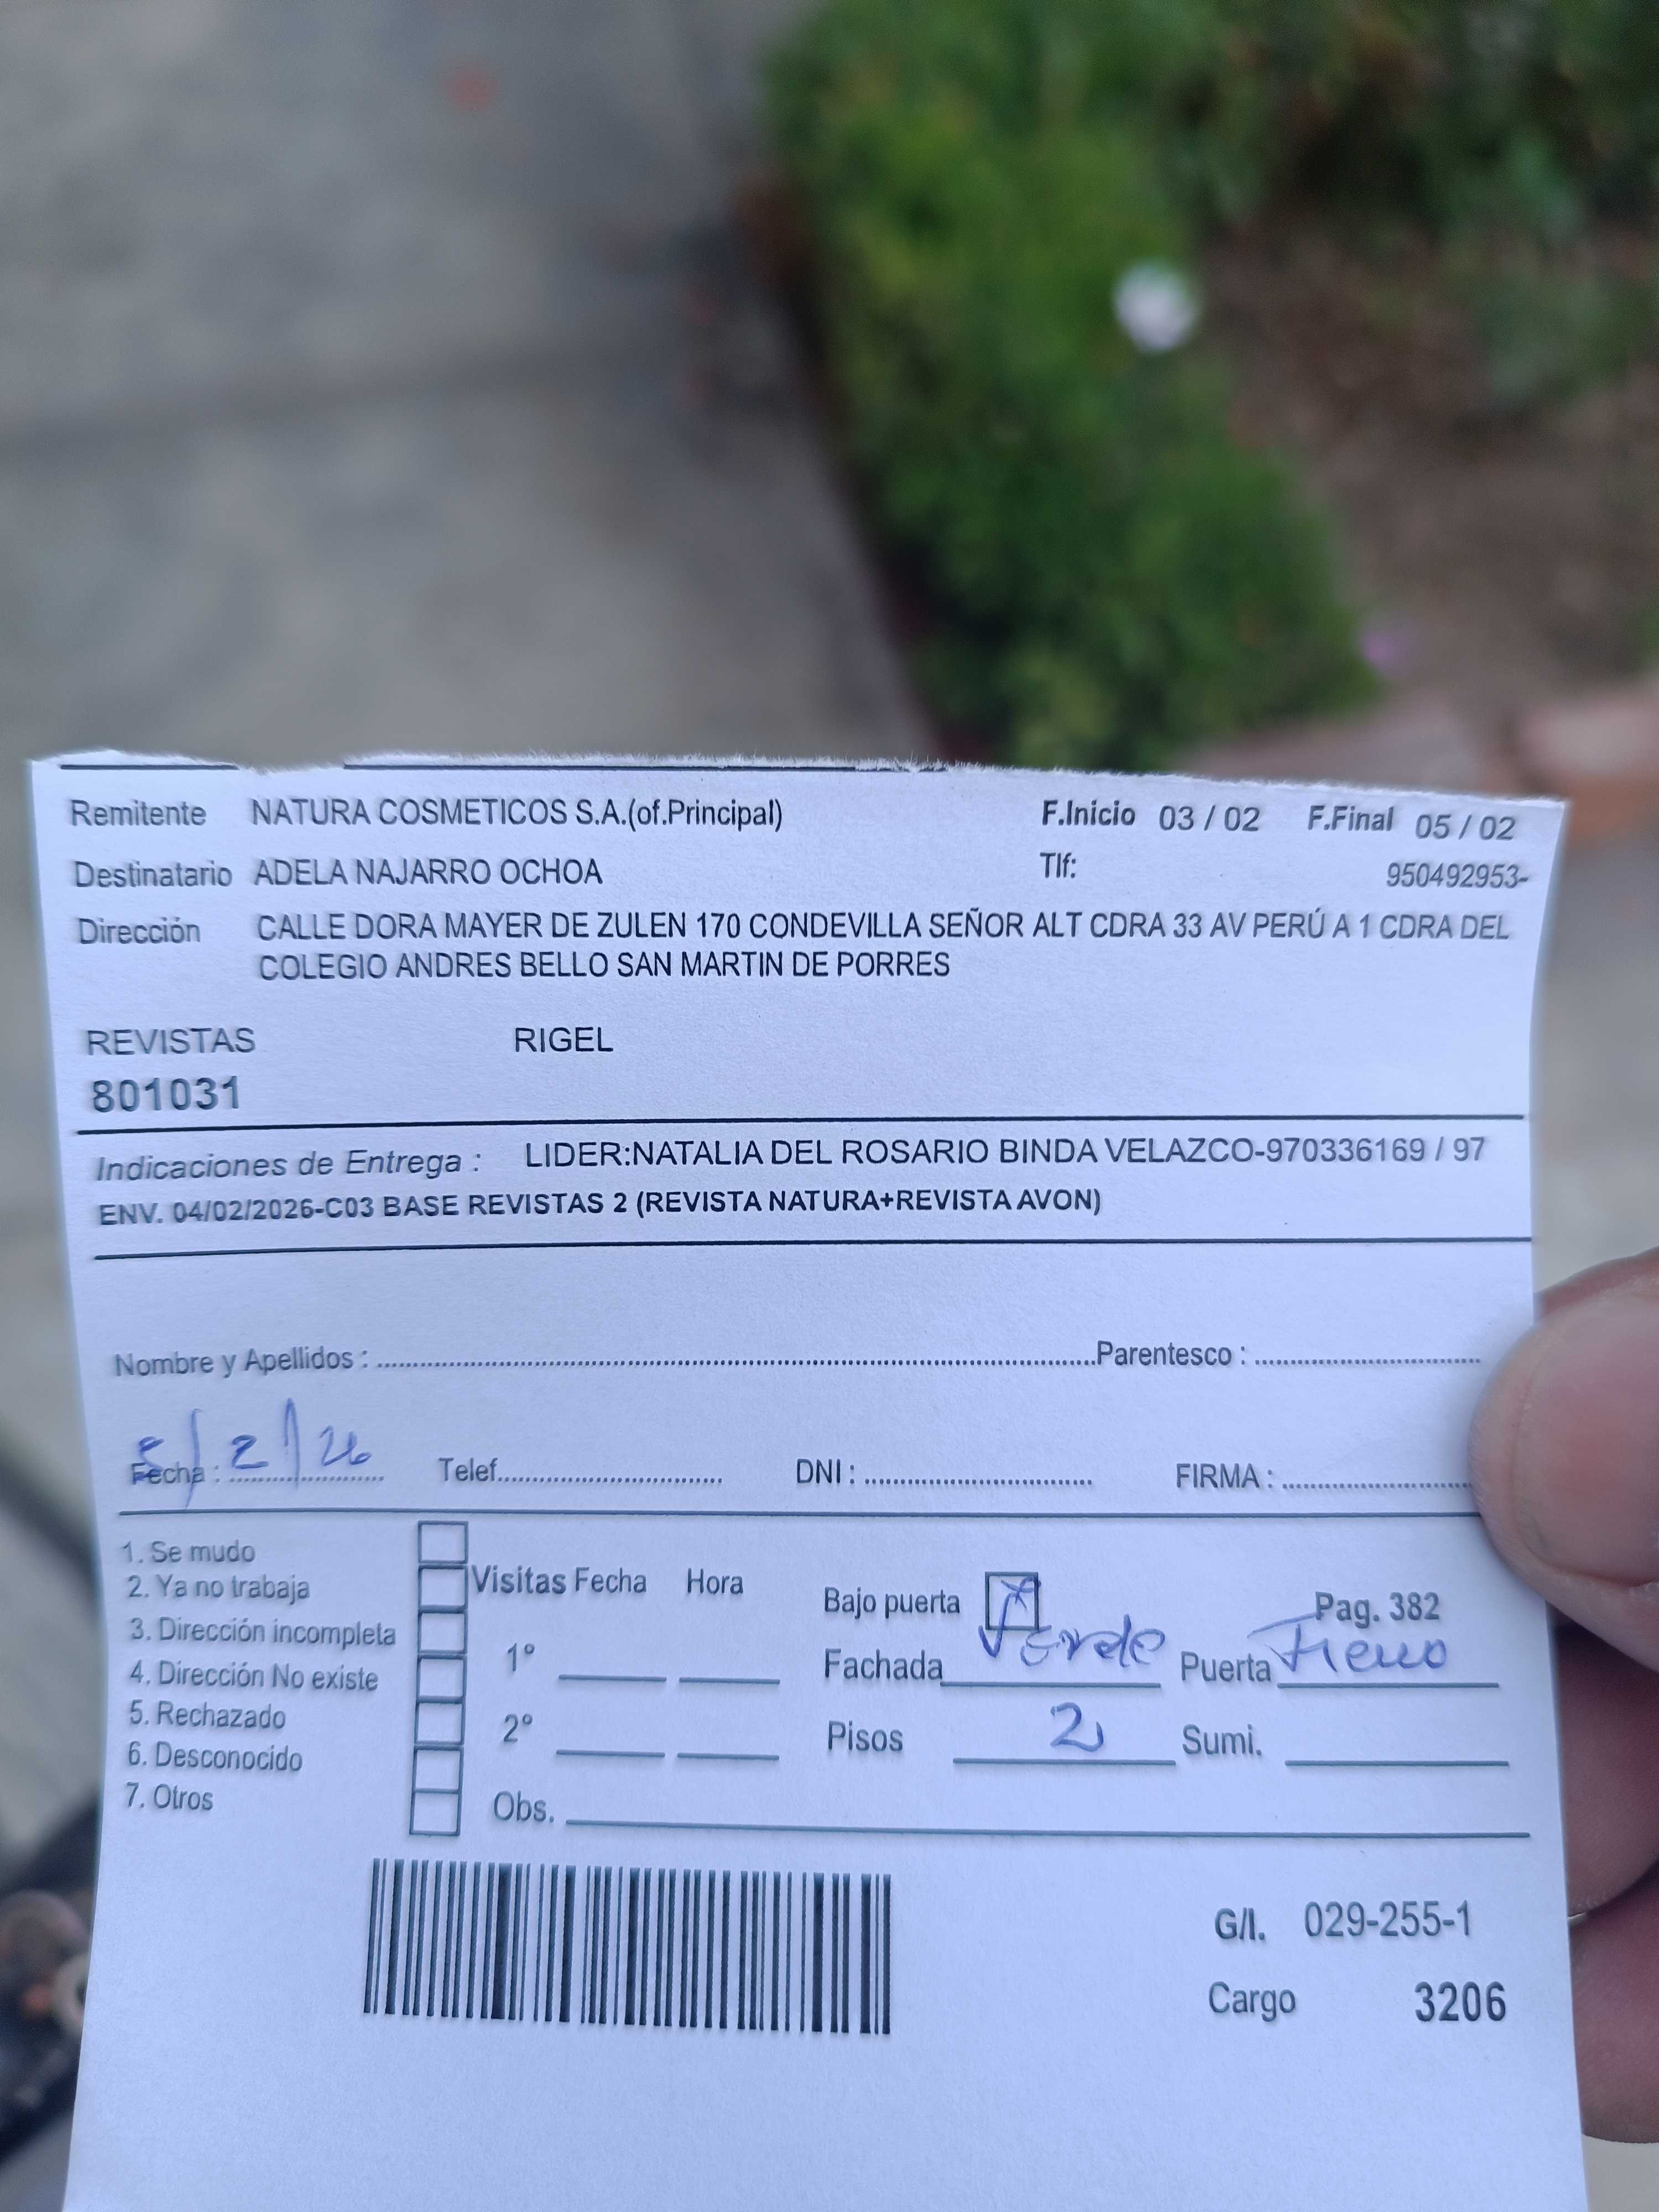 Remitente NATURA COSMETICOS S.A.(of.Principal) F.Inicio 03 / 02 F.Final 05 / 02
Destinatario ADELA NAJARRO OCHOA Tlf: 950492953-
Dirección CALLE DORA MAYER DE ZULEN 170 CONDEVILLA SEÑOR ALT CDRA 33 AV PERÚ A 1 CDRA DEL
COLEGIO ANDRES BELLO SAN MARTIN DE PORRES
REVISTAS RIGEL
801031
Indicaciones de Entrega : LIDER:NATALIA DEL ROSARIO BINDA VELAZCO-970336169 / 97
ENV. 04/02/2026-C03 BASE REVISTAS 2 (REVISTA NATURA+REVISTA AVON)
Nombre y Apellidos : Parentesco :
Fecha : 5/2/26 Telef. DNI : FIRMA :
1. Se mudo
2. Ya no trabaja
3. Dirección incompleta
4. Dirección No existe
5. Rechazado
6. Desconocido
7. Otros
Visitas Fecha Hora
1°
2°
Obs.
Bajo puerta x Pag. 382
Fachada Verde Puerta Fierro
Pisos 2 Sumi.
G/I. 029-255-1
Cargo 3206